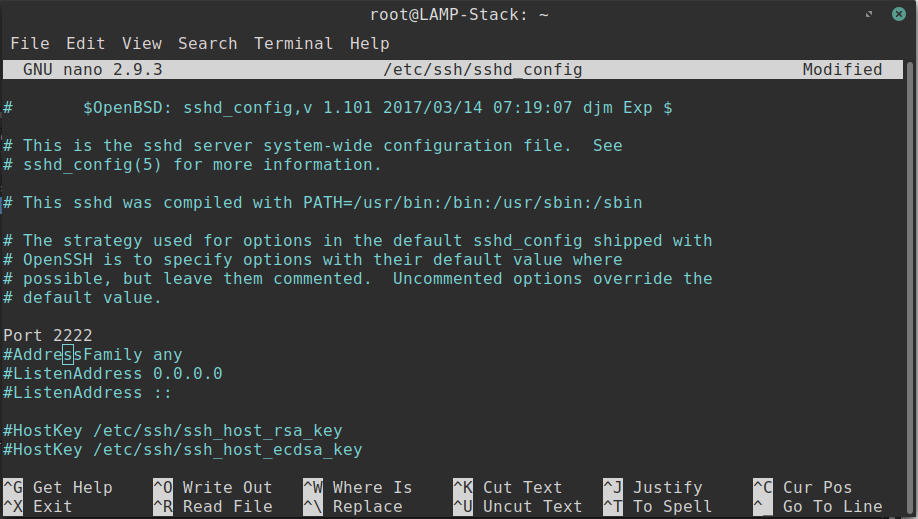 root@LAMP-Stack: ~
File Edit View Search Terminal Help
GNU nano 2.9.3 /etc/ssh/sshd_config Modified
# $OpenBSD: sshd_config,v 1.101 2017/03/14 07:19:07 djm Exp $
# This is the sshd server system-wide configuration file.  See
# sshd_config(5) for more information.
# This sshd was compiled with PATH=/usr/bin:/bin:/usr/sbin:/sbin
# The strategy used for options in the default sshd_config shipped with
# OpenSSH is to specify options with their default value where
# possible, but leave them commented.  Uncommented options override the
# default value.
Port 2222
#AddressFamily any
#ListenAddress 0.0.0.0
#ListenAddress ::
#HostKey /etc/ssh/ssh_host_rsa_key
#HostKey /etc/ssh/ssh_host_ecdsa_key
^G Get Help ^O Write Out ^W Where Is ^K Cut Text ^J Justify ^C Cur Pos
^X Exit ^R Read File ^\ Replace ^U Uncut Text ^T To Spell ^_ Go To Line